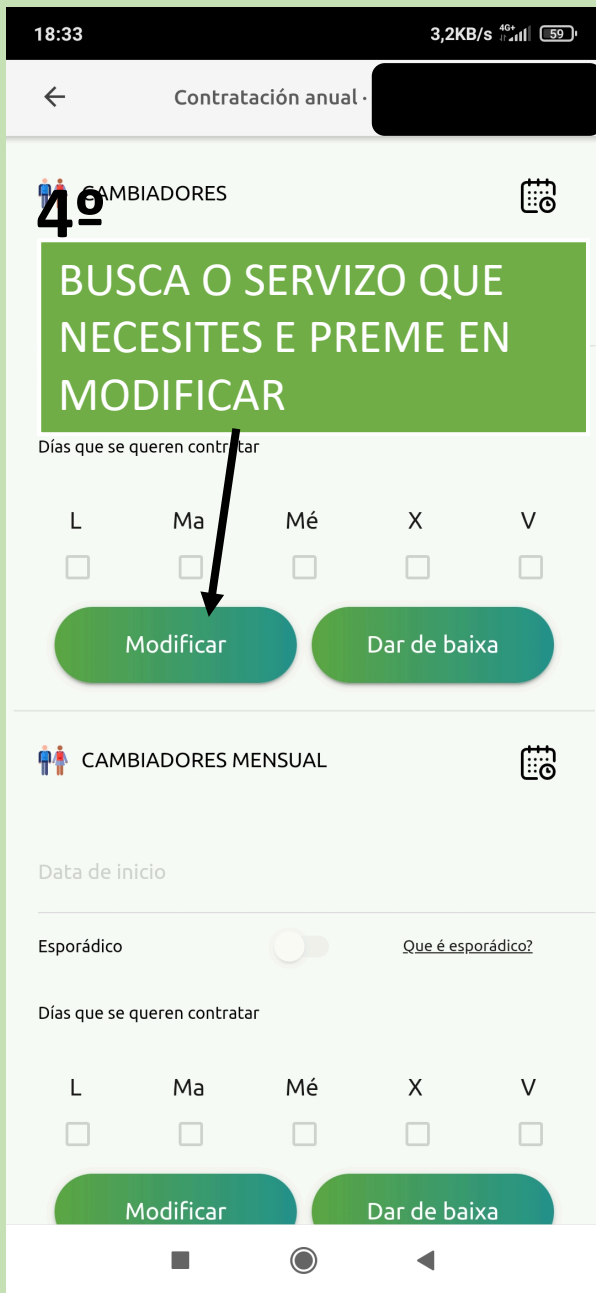 18:33 3,2KB/s 4G+ 59
Contratación anual ·
CAMBIADORES
4º
BUSCA O SERVIZO QUE
NECESITES E PREME EN
MODIFICAR
Días que se queren contratar
L Ma Mé X V
Modificar Dar de baixa
CAMBIADORES MENSUAL
Data de inicio
Esporádico Que é esporádico?
Días que se queren contratar
L Ma Mé X V
Modificar Dar de baixa